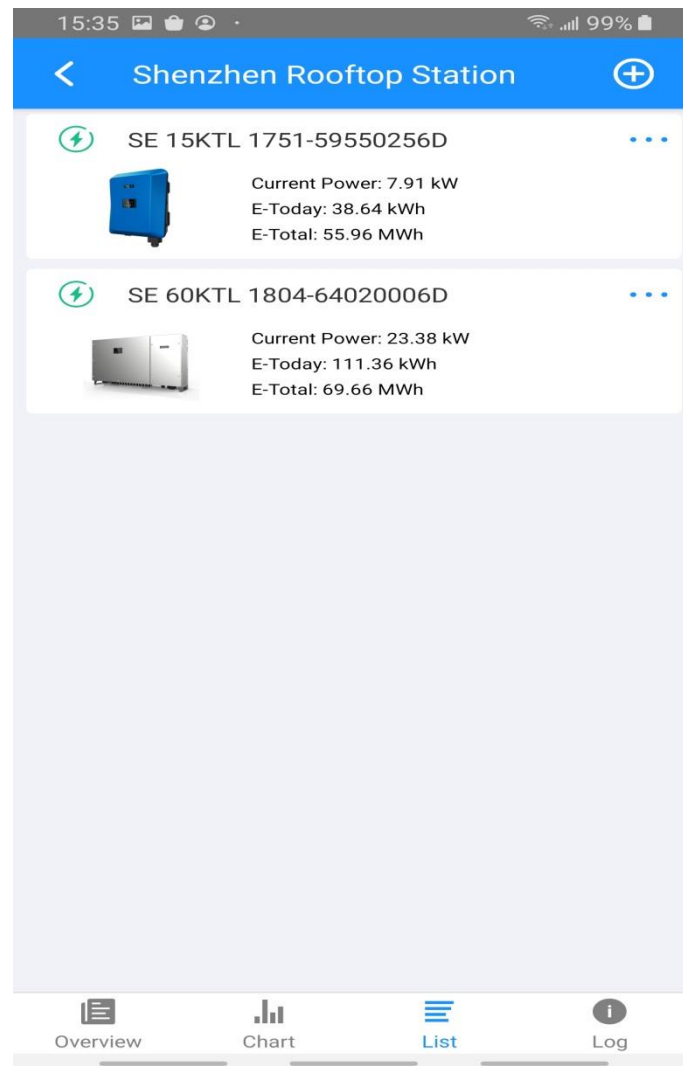 15:35 99%
Shenzhen Rooftop Station
SE 15KTL 1751-59550256D
Current Power: 7.91 kW
E-Today: 38.64 kWh
E-Total: 55.96 MWh
SE 60KTL 1804-64020006D
Current Power: 23.38 kW
E-Today: 111.36 kWh
E-Total: 69.66 MWh
Overview Chart List Log